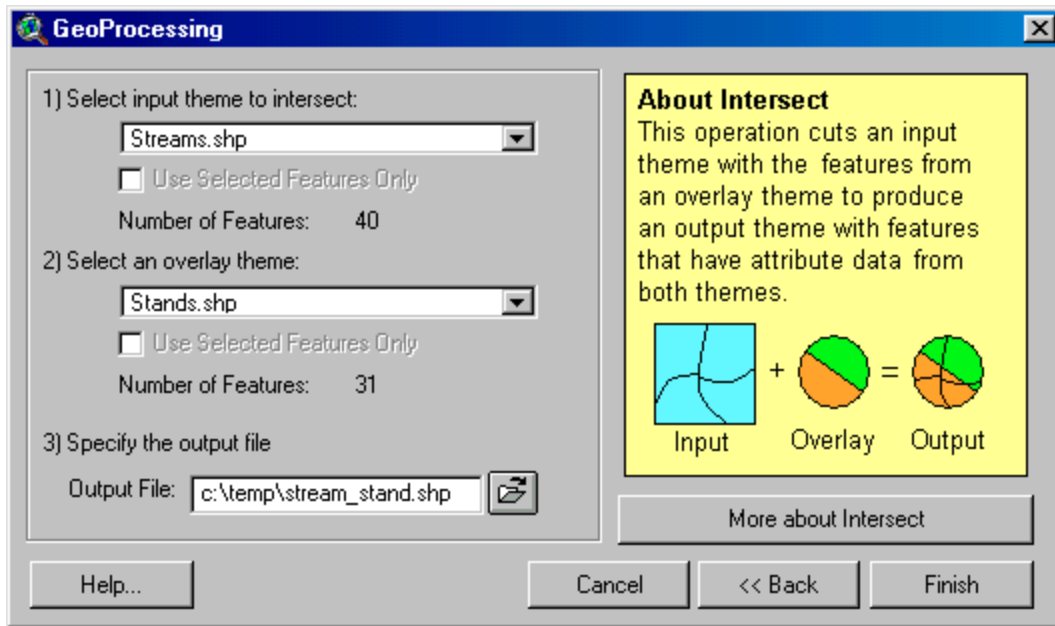 GeoProcessing
1) Select input theme to intersect:
Streams.shp
Use Selected Features Only
Number of Features: 40
2) Select an overlay theme:
Stands.shp
Use Selected Features Only
Number of Features: 31
3) Specify the output file
Output File: c:\temp\stream_stand.shp
About Intersect
This operation cuts an input
theme with the features from
an overlay theme to produce
an output theme with features
that have attribute data from
both themes.
+ =
Input Overlay Output
More about Intersect
Help... Cancel << Back Finish